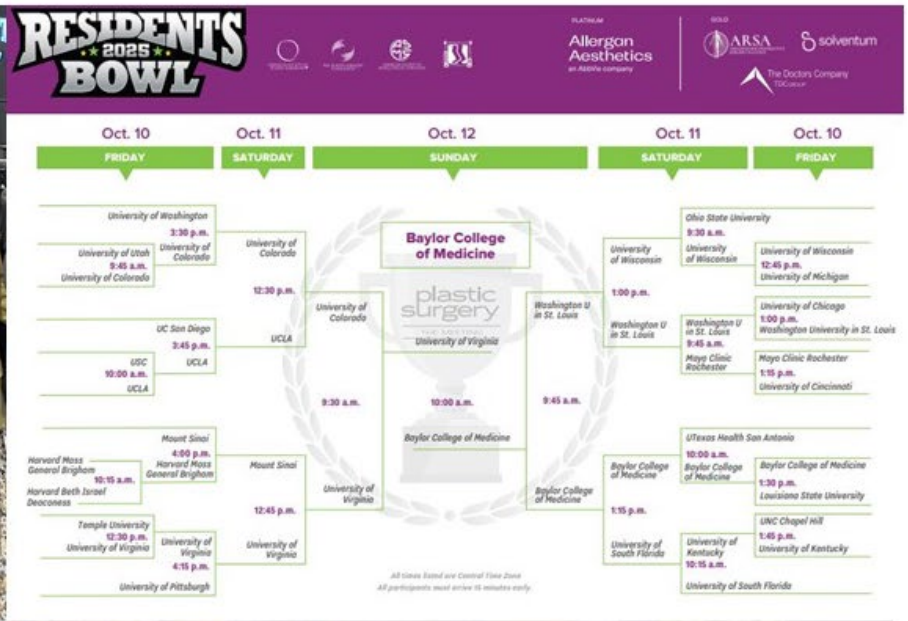 RESIDENTS
2025
BOWL
PLATINUM
Allergan
Aesthetics
an AbbVie company
GOLD
ARSA
solventum
The Doctors Company
TDCGROUP
Oct. 10
Oct. 11
Oct. 12
Oct. 11
Oct. 10
FRIDAY
SATURDAY
SUNDAY
SATURDAY
FRIDAY
University of Washington
3:30 p.m.
University of Utah
9:45 a.m.
University of Colorado
University of
Colorado
University of
Colorado
12:30 p.m.
UC San Diego
3:45 p.m.
USC
10:00 a.m.
UCLA
UCLA
UCLA
Mount Sinai
4:00 p.m.
Harvard Mass
General Brigham
10:15 a.m.
Harvard Beth Israel
Deaconess
Harvard Mass
General Brigham
Mount Sinai
12:45 p.m.
Temple University
12:30 p.m.
University of Virginia
University of
Virginia
4:15 p.m.
University of Pittsburgh
University of
Virginia
University of
Colorado
9:30 a.m.
University of
Virginia
Baylor College
of Medicine
plastic
surgery
THE MEETING
University of Virginia
10:00 a.m.
Baylor College of Medicine
Washington U
in St. Louis
9:45 a.m.
Baylor College
of Medicine
University
of Wisconsin
1:00 p.m.
Washington U
in St. Louis
Baylor College
of Medicine
1:15 p.m.
University of
South Florida
Ohio State University
9:30 a.m.
University
of Wisconsin
University of Wisconsin
12:45 p.m.
University of Michigan
Washington U
in St. Louis
9:45 a.m.
Mayo Clinic
Rochester
University of Chicago
1:00 p.m.
Washington University in St. Louis
Mayo Clinic Rochester
1:15 p.m.
University of Cincinnati
UTexas Health San Antonio
10:00 a.m.
Baylor College
of Medicine
Baylor College of Medicine
1:30 p.m.
Louisiana State University
University of
Kentucky
10:15 a.m.
University of South Florida
UNC Chapel Hill
1:45 p.m.
University of Kentucky
All times listed are Central Time Zone
All participants must arrive 15 minutes early.